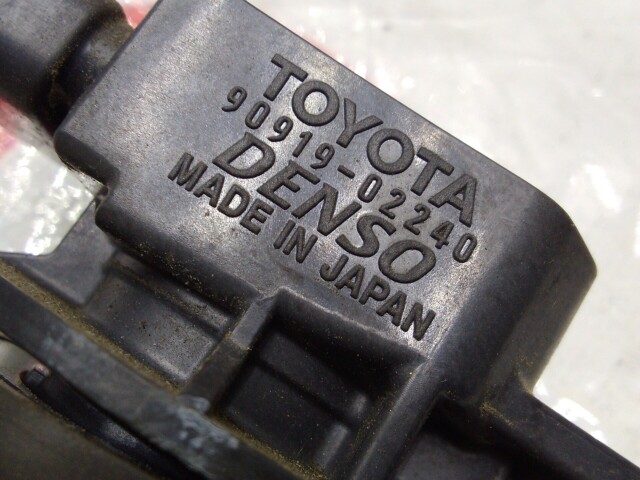 TOYOTA
90919-02240
DENSO
MADE IN JAPAN